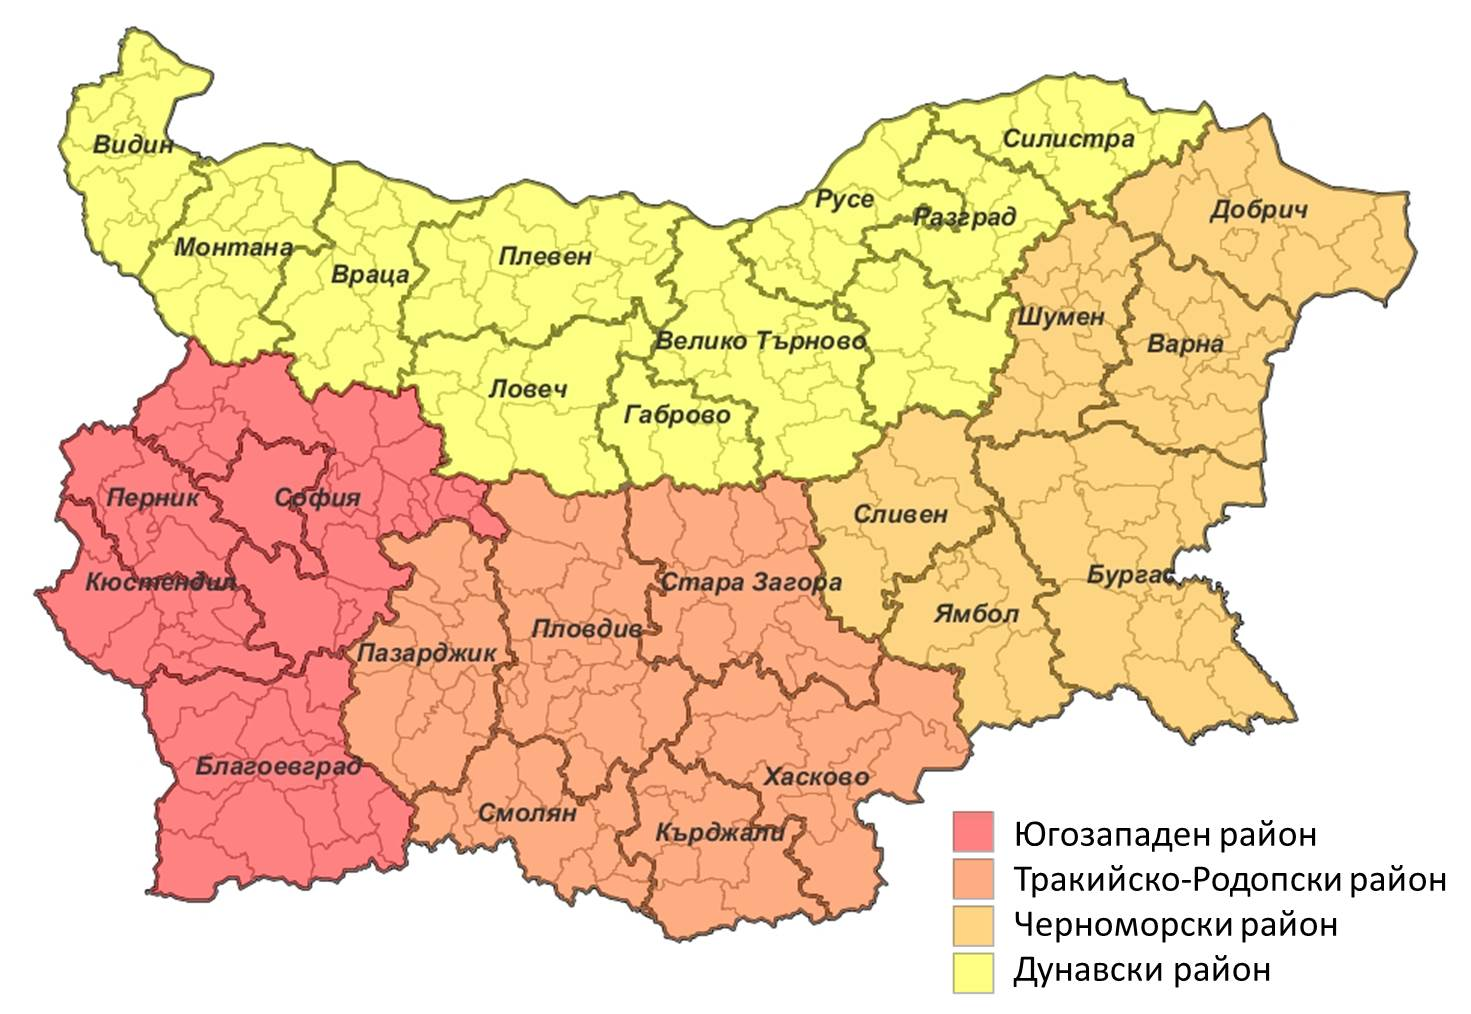 Видин
Монтана
Враца
Плевен
Ловеч
Габрово
Велико Търново
Русе
Разград
Силистра
Добрич
Шумен
Варна
Перник
София
Кюстендил
Благоевград
Пазарджик
Пловдив
Стара Загора
Сливен
Ямбол
Бургас
Смолян
Кърджали
Хасково
Югозападен район
Тракийско-Родопски район
Черноморски район
Дунавски район